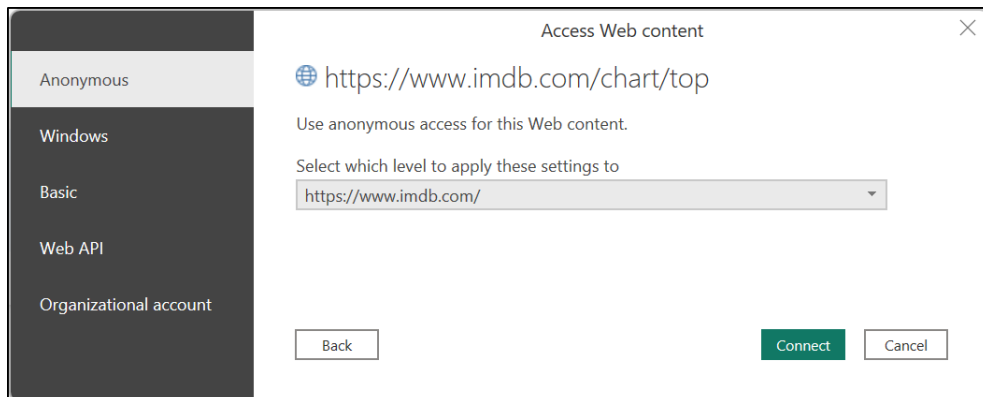 Access Web content
Anonymous
Windows
Basic
Web API
Organizational account
https://www.imdb.com/chart/top
Use anonymous access for this Web content.
Select which level to apply these settings to
https://www.imdb.com/
Back
Connect
Cancel